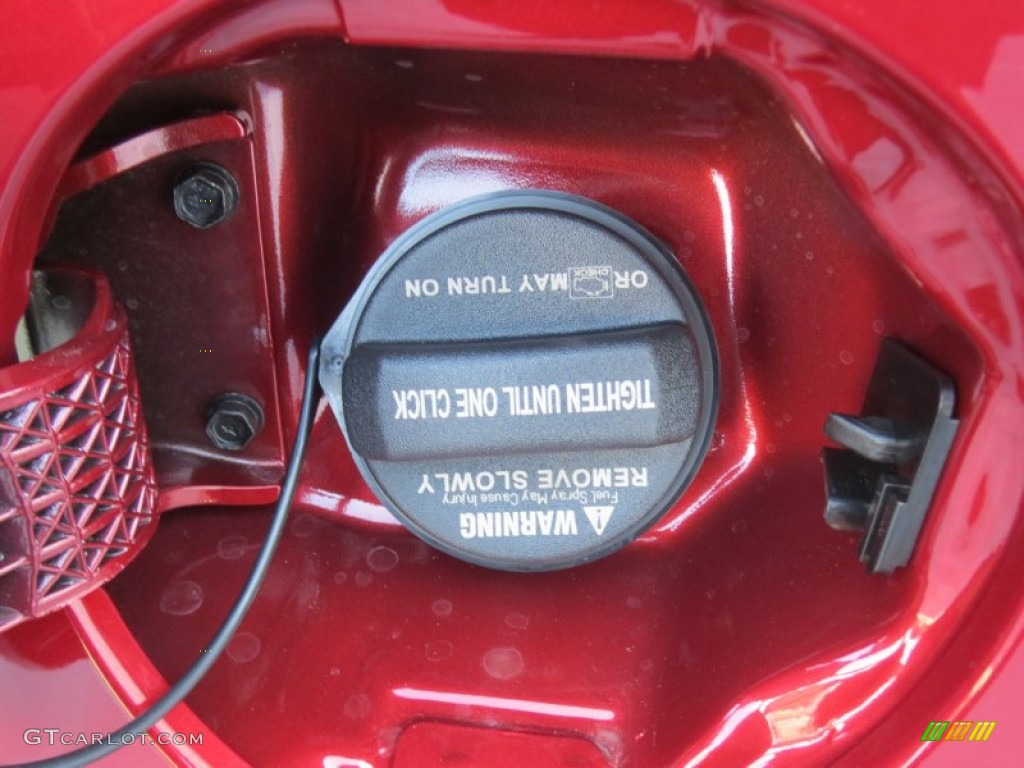 WARNING
Fuel Spray May Cause Injury
REMOVE SLOWLY
TIGHTEN UNTIL ONE CLICK
OR CHECK MAY TURN ON
GTCARLOT.COM